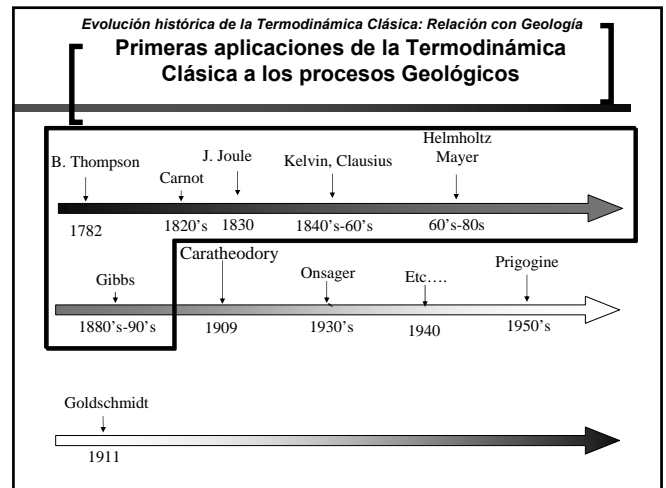 Evolución histórica de la Termodinámica Clásica: Relación con Geología
Primeras aplicaciones de la Termodinámica
Clásica a los procesos Geológicos
B. Thompson
Carnot
J. Joule
Kelvin, Clausius
Helmholtz
Mayer
1782
1820's
1830
1840's-60's
60's-80s
Gibbs
Caratheodory
Onsager
Etc….
Prigogine
1880's-90's
1909
1930's
1940
1950's
Goldschmidt
1911